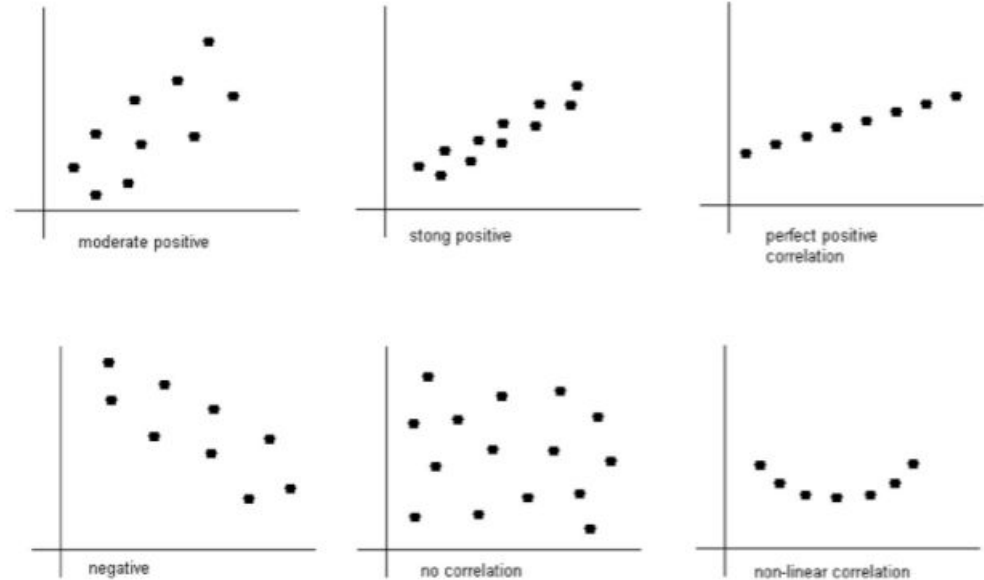 moderate positive
stong positive
perfect positive
correlation
negative
no correlation
non-linear correlation